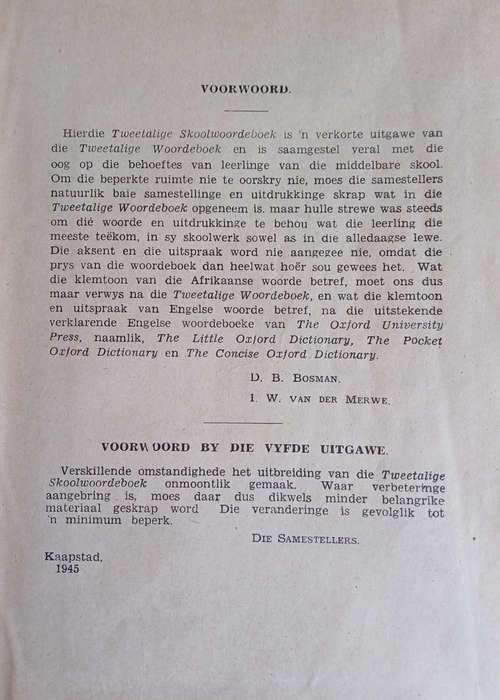 VOORWOORD.
Hierdie Tweetalige Skoolwoordeboek is 'n verkorte uitgawe van
die Tweetalige Woordeboek en is saamgestel veral met die
oog op die behoeftes van leerlinge van die middelbare skool.
Om die beperkte ruimte nie te oorskry nie, moes die samestellers
natuurlik baie samestellinge en uitdrukkinge skrap wat in die
Tweetalige Woordeboek opgeneem is. maar hulle strewe was steeds
om dié woorde en uitdrukkinge te behou wat die leerling die
meeste teëkom, in sy skoolwerk sowel as in die alledaagse lewe.
Die aksent en die uitspraak word nie aangegee nie, omdat die
prys van die woordeboek dan heelwat hoër sou gewees het. Wat
die klemtoon van die Afrikaanse woorde betref, moet ons dus
maar verwys na die Tweetalige Woordeboek, en wat die klemtoon
en uitspraak van Engelse woorde betref, na die uitstekende
verklarende Engelse woordeboeke van The Oxford University
Press, naamlik, The Little Oxford Dictionary, The Pocket
Oxford Dictionary en The Concise Oxford Dictionary.
D. B. BOSMAN.
I. W. VAN DER MERWE.
VOORWOORD BY DIE VYFDE UITGAWE.
Verskillende omstandighede het uitbreiding van die Tweetalige
Skoolwoordeboek onmoontlik gemaak. Waar verbeteringe
aangebring is, moes daar dus dikwels minder belangrike
materiaal geskrap word Die veranderinge is gevolglik tot
'n minimum beperk.
DIE SAMESTELLERS.
Kaapstad,
1945